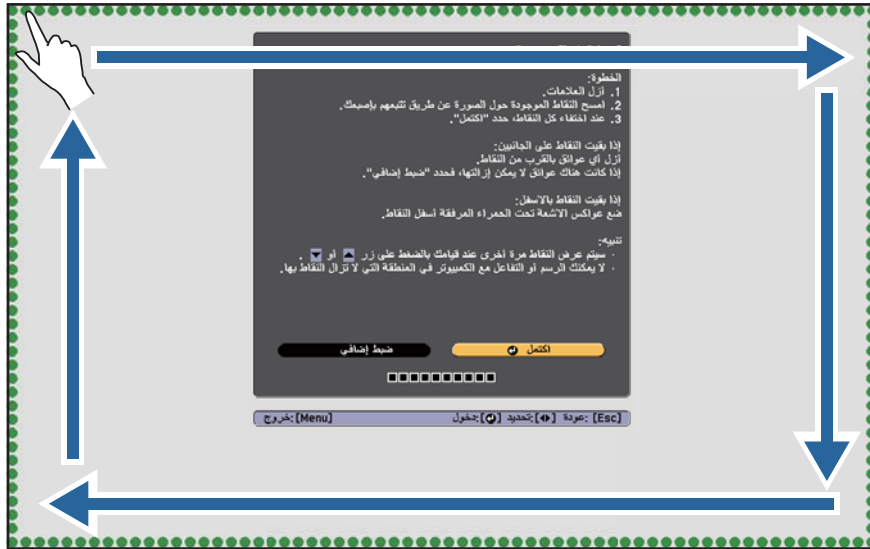 الخطوة:
1. أزل العلامات.
2. امسح النقاط الموجودة حول الصورة عن طريق تتبعهم بإصبعك.
3. عند اختفاء كل النقاط، حدد "اكتمل".
إذا بقيت النقاط على الجانبين:
أزل أي عوائق بالقرب من النقاط.
إذا كانت هناك عوائق لا يمكن إزالتها، فحدد "ضبط إضافي".
إذا بقيت النقاط بالأسفل:
ضع عواكس الأشعة تحت الحمراء المرفقة أسفل النقاط.
تنبيه:
· سيتم عرض النقاط مرة أخرى عند قيامك بالضغط على زر ▲ أو ▼ .
· لا يمكنك الرسم أو التفاعل مع الكمبيوتر في المنطقة التي لا تزال النقاط بها.
اكتمل ضبط إضافي
[Esc] :عودة [◄►]:تحديد [↵]:دخول [Menu]:خروج